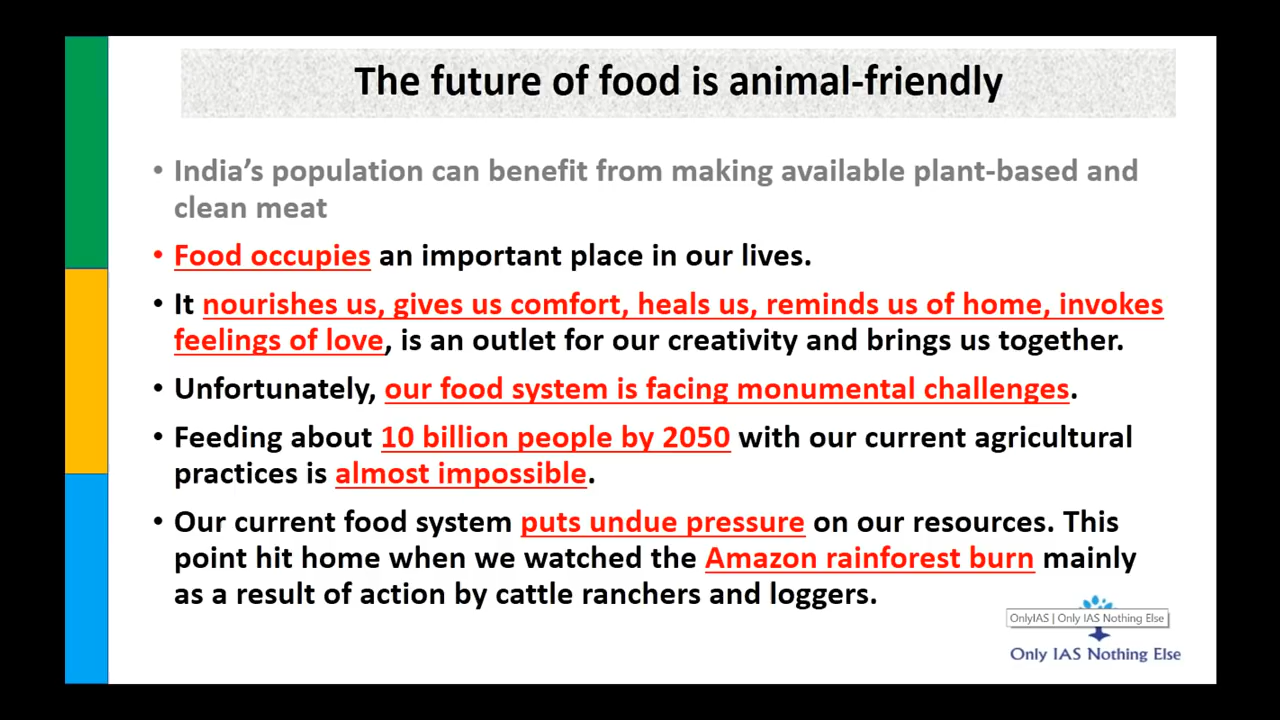 The future of food is animal-friendly
• India’s population can benefit from making available plant-based and
clean meat
• Food occupies an important place in our lives.
• It nourishes us, gives us comfort, heals us, reminds us of home, invokes
feelings of love, is an outlet for our creativity and brings us together.
• Unfortunately, our food system is facing monumental challenges.
• Feeding about 10 billion people by 2050 with our current agricultural
practices is almost impossible.
• Our current food system puts undue pressure on our resources. This
point hit home when we watched the Amazon rainforest burn mainly
as a result of action by cattle ranchers and loggers.
OnlyIAS | Only IAS Nothing Else
Only IAS Nothing Else